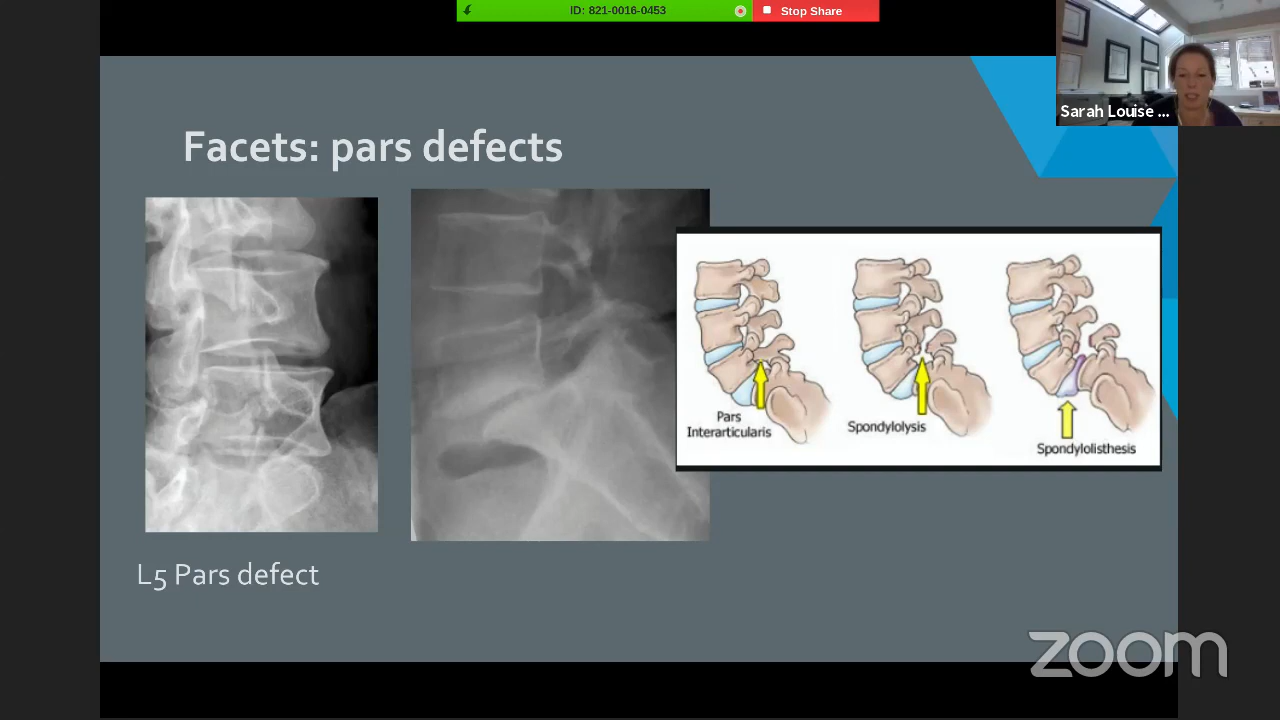 ID: 821-0016-0453
Stop Share
Sarah Louise ...
Facets: pars defects
Pars
Interarticularis
Spondylolysis
Spondylolisthesis
L5 Pars defect
zoom